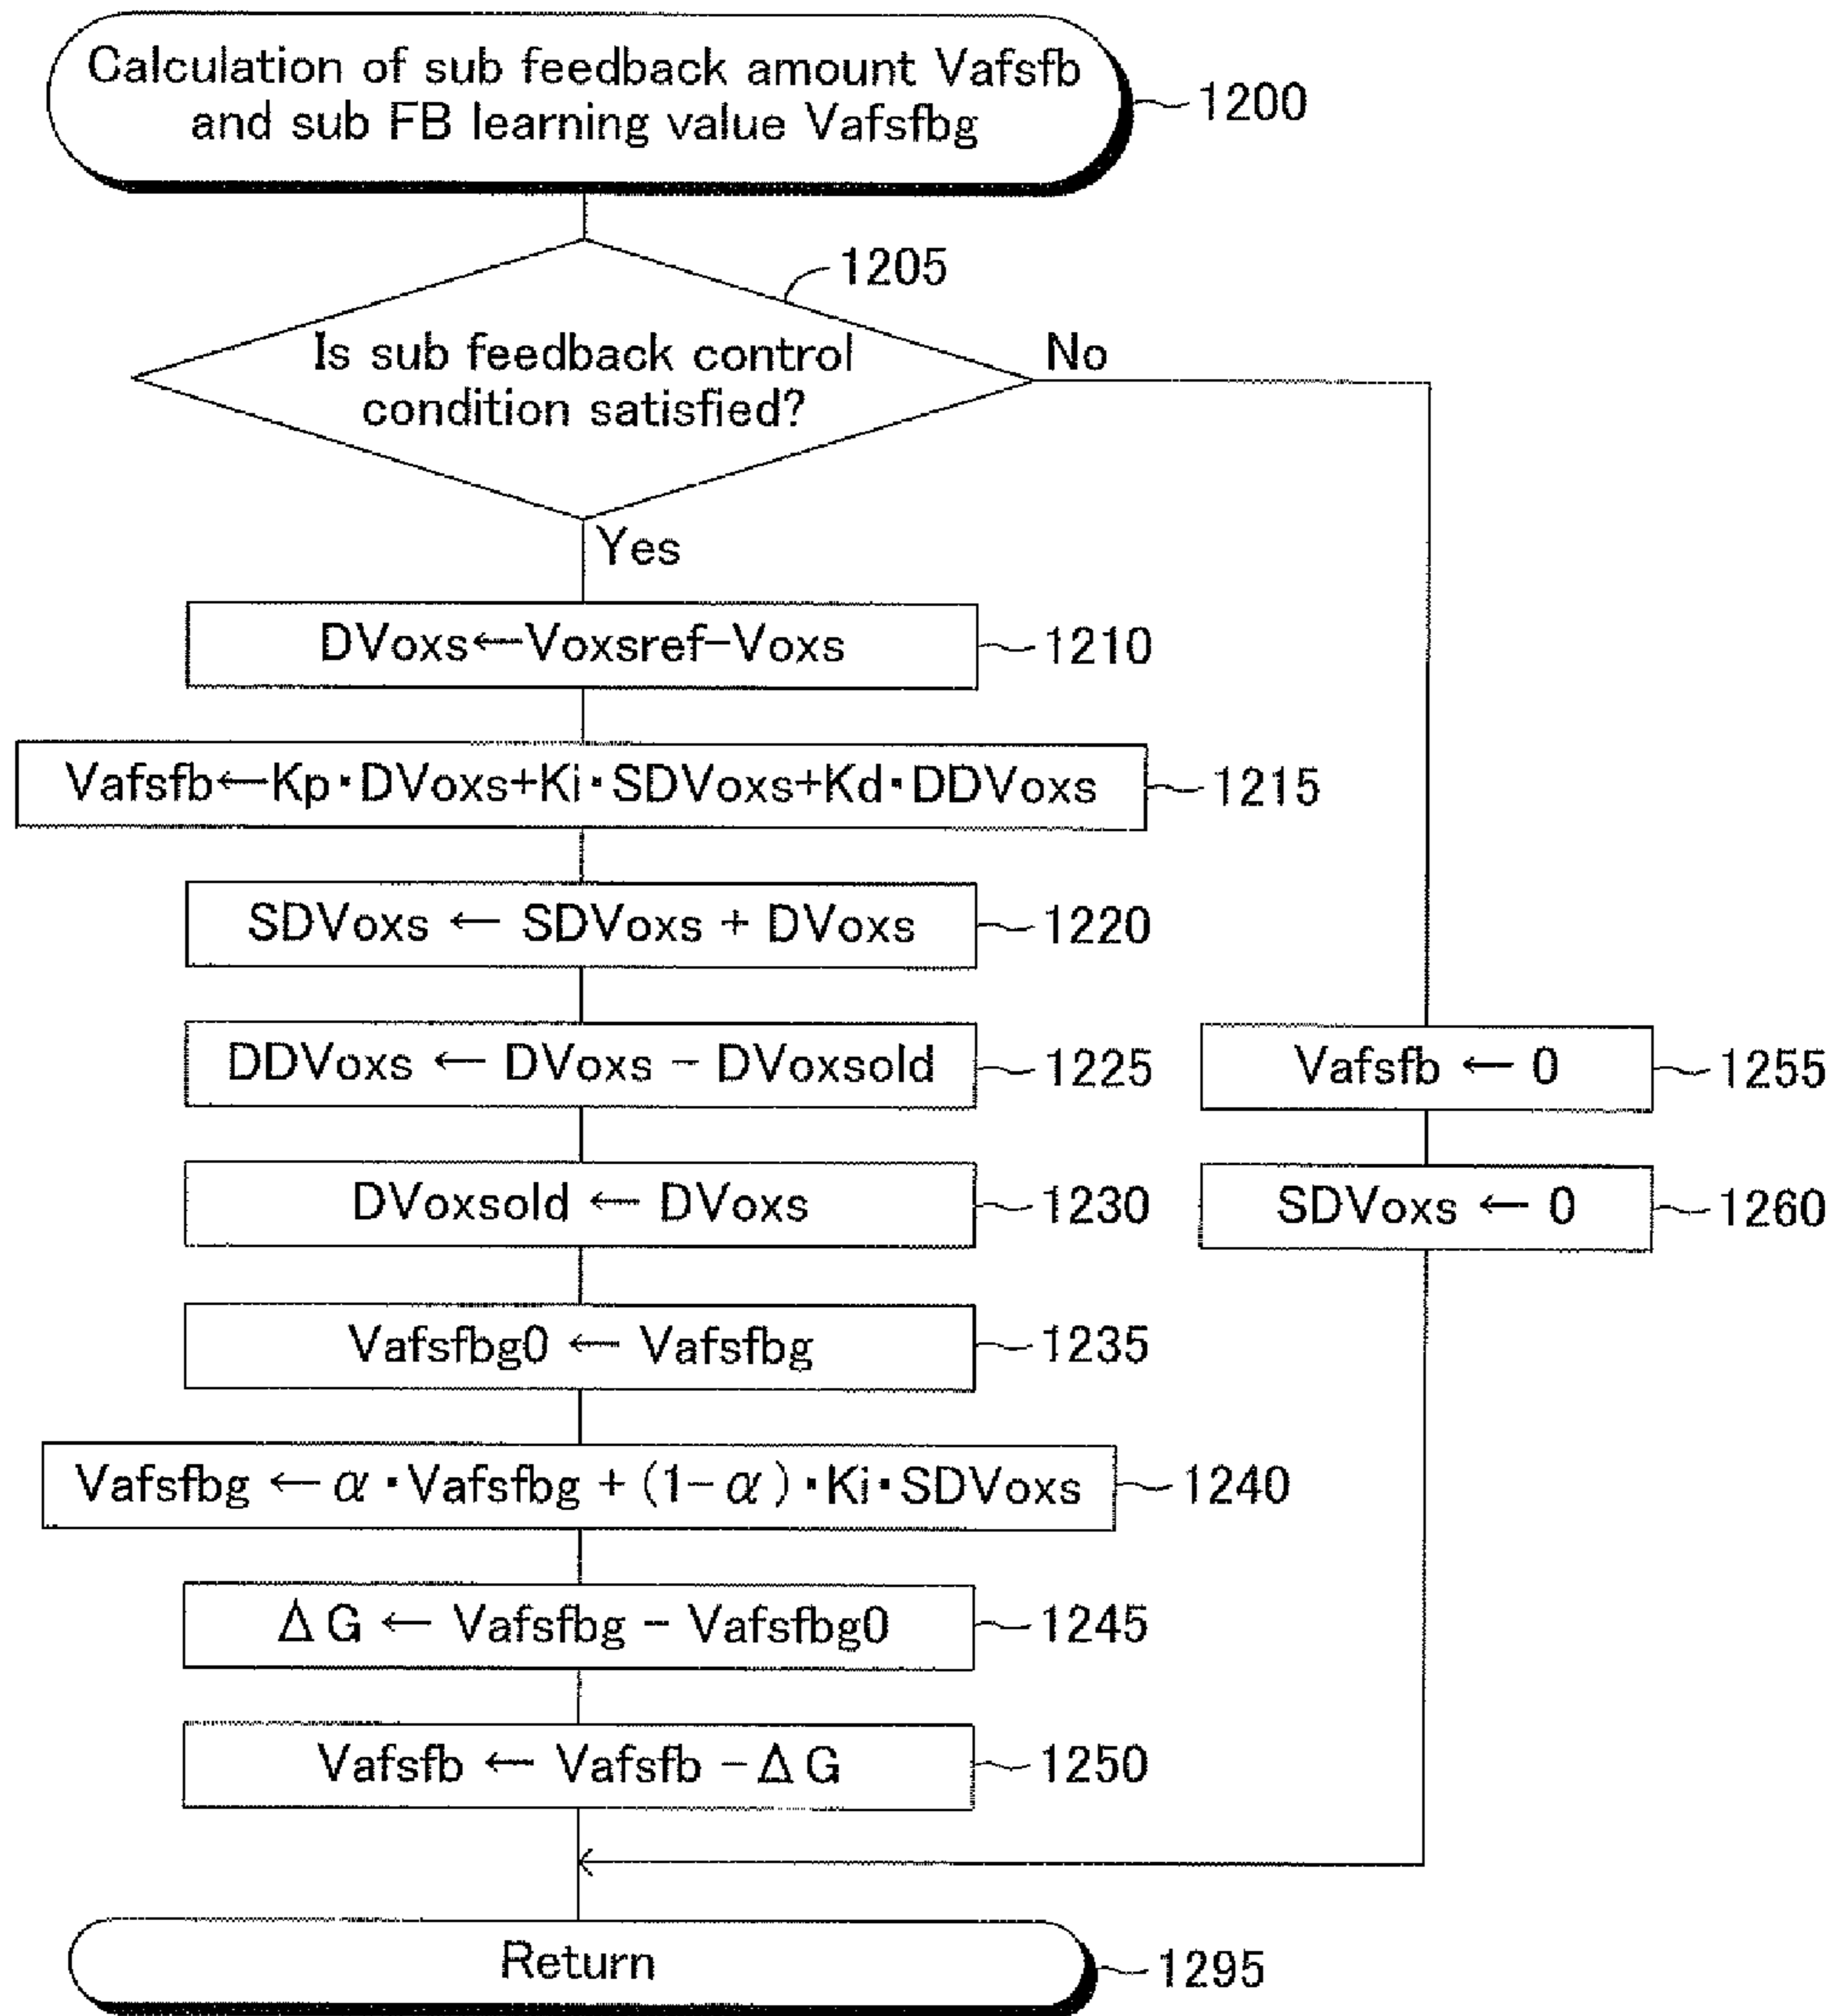 Calculation of sub feedback amount Vafsfb
and sub FB learning value Vafsfbg
1200
1205
Is sub feedback control
condition satisfied?
No
Yes
DVoxs←Voxsref−Voxs
1210
Vafsfb←Kp・DVoxs+Ki・SDVoxs+Kd・DDVoxs
1215
SDVoxs ← SDVoxs + DVoxs
1220
DDVoxs ← DVoxs − DVoxsold
1225
Vafsfb ← 0
1255
DVoxsold ← DVoxs
1230
SDVoxs ← 0
1260
Vafsfbg0 ← Vafsfbg
1235
Vafsfbg ← α・Vafsfbg + (1−α)・Ki・SDVoxs
1240
ΔG ← Vafsfbg − Vafsfbg0
1245
Vafsfb ← Vafsfb −ΔG
1250
Return
1295